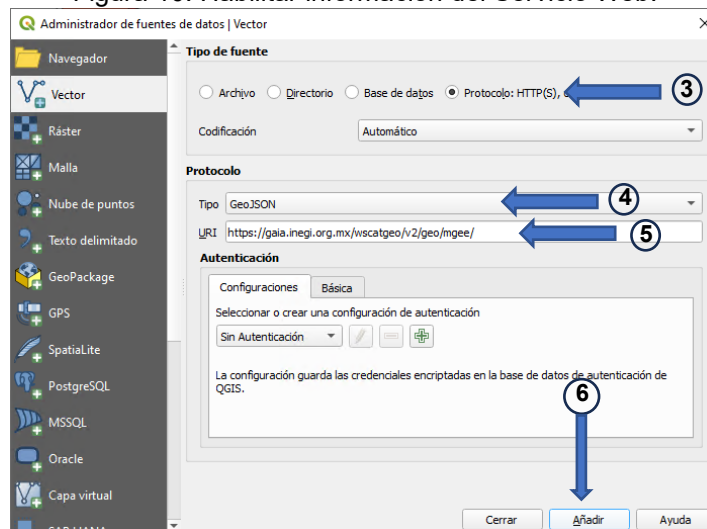 Administrador de fuentes de datos | Vector
Navegador
Vector
Ráster
Malla
Nube de puntos
Texto delimitado
GeoPackage
GPS
SpatiaLite
PostgreSQL
MSSQL
Oracle
Capa virtual
Tipo de fuente
Archivo Directorio Base de datos Protocolo: HTTP(S), 3
Codificación Automático
Protocolo
Tipo GeoJSON 4
URI https://gaia.inegi.org.mx/wscatgeo/v2/geo/mgee/ 5
Autenticación
Configuraciones Básica
Seleccionar o crear una configuración de autenticación
Sin Autenticación
La configuración guarda las credenciales encriptadas en la base de datos de autenticación de
QGIS.
6
Cerrar Añadir Ayuda